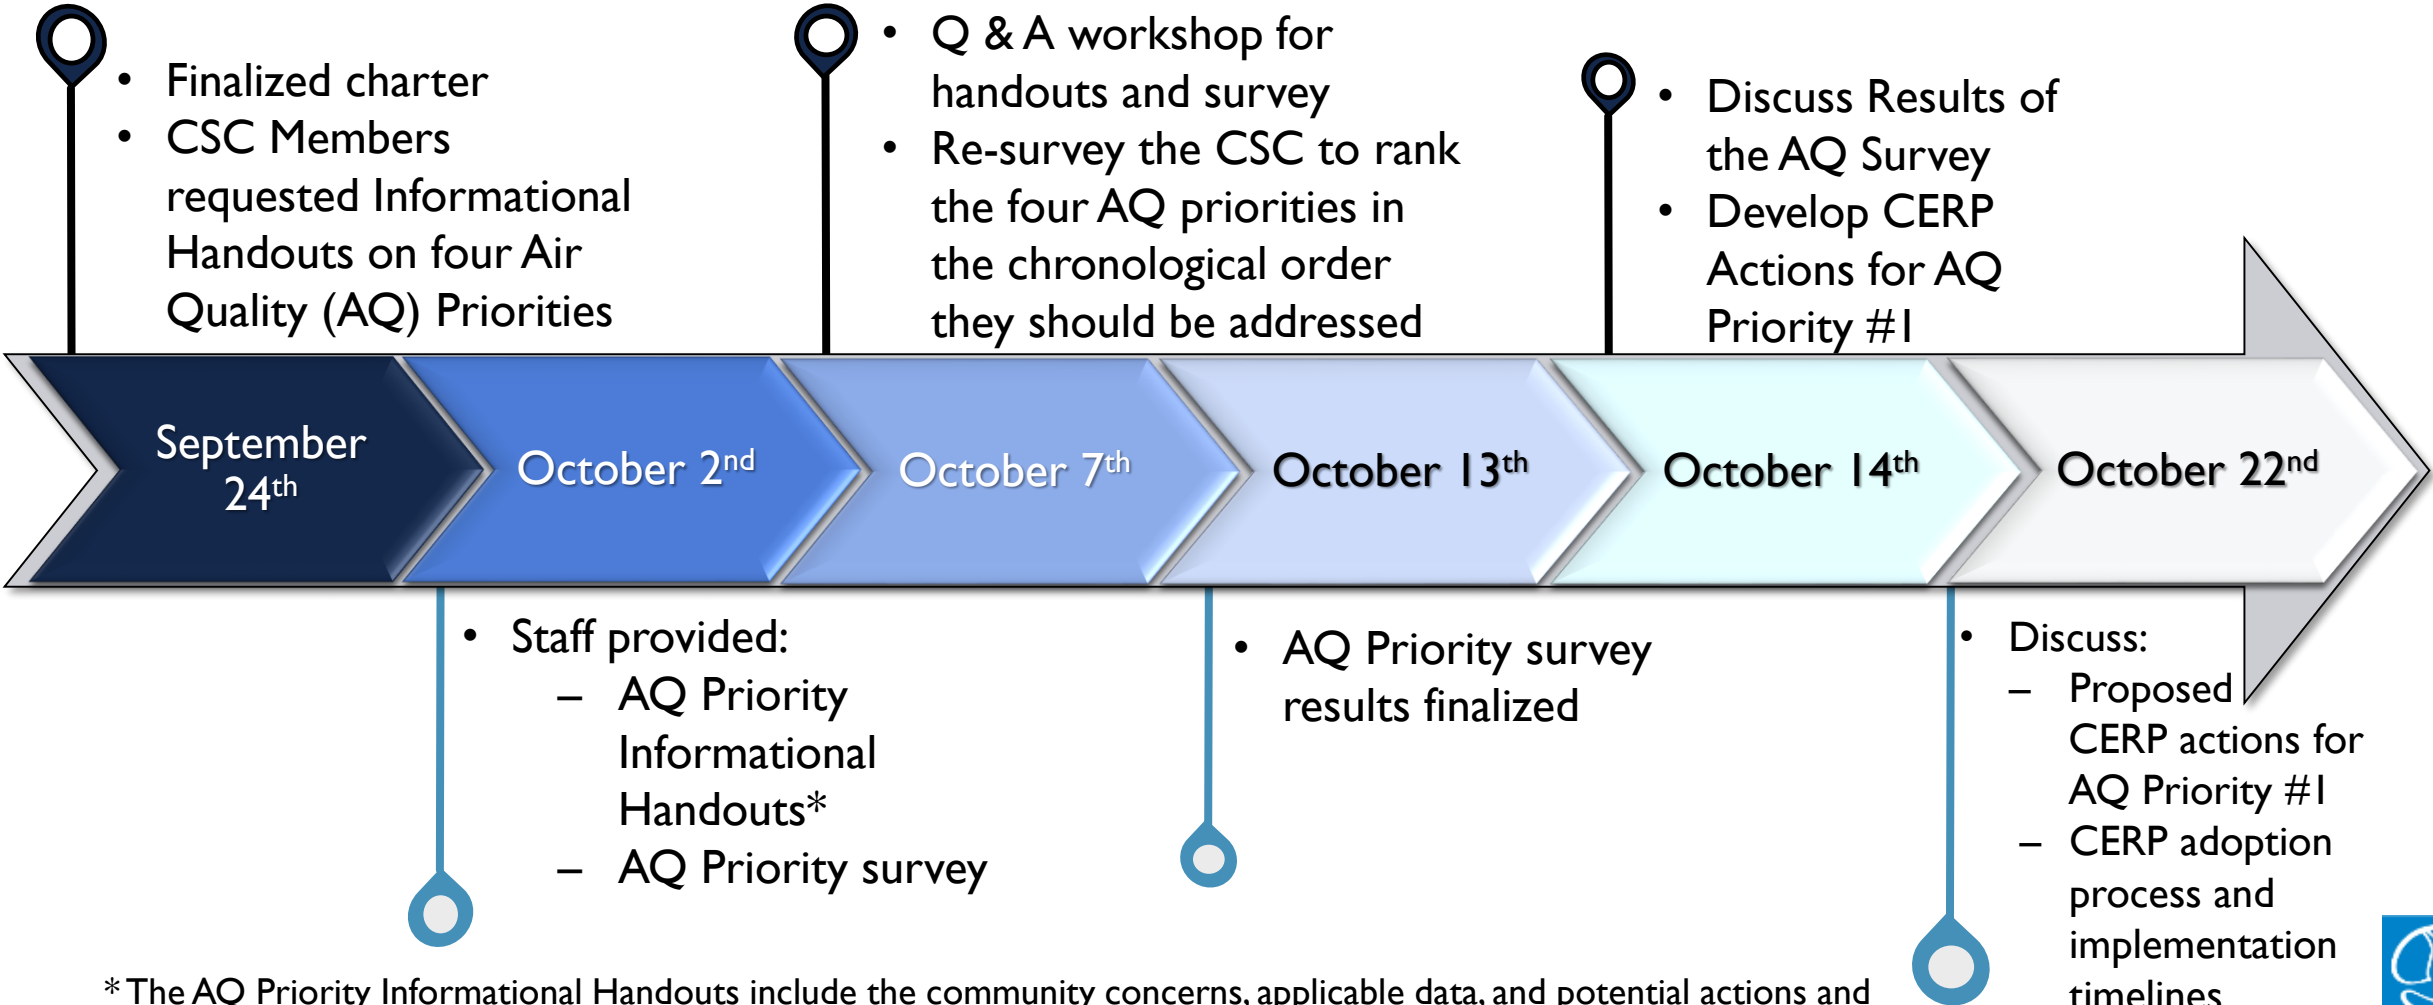 • Finalized charter
• CSC Members
requested Informational
Handouts on four Air
Quality (AQ) Priorities
• Q & A workshop for
handouts and survey
• Re-survey the CSC to rank
the four AQ priorities in
the chronological order
they should be addressed
• Discuss Results of
the AQ Survey
• Develop CERP
Actions for AQ
Priority #1
September
24th
October 2nd
October 7th
October 13th
October 14th
October 22nd
• Staff provided:
– AQ Priority
Informational
Handouts*
– AQ Priority survey
• AQ Priority survey
results finalized
• Discuss:
– Proposed
CERP actions for
AQ Priority #1
– CERP adoption
process and
implementation
timelines
* The AQ Priority Informational Handouts include the community concerns, applicable data, and potential actions and